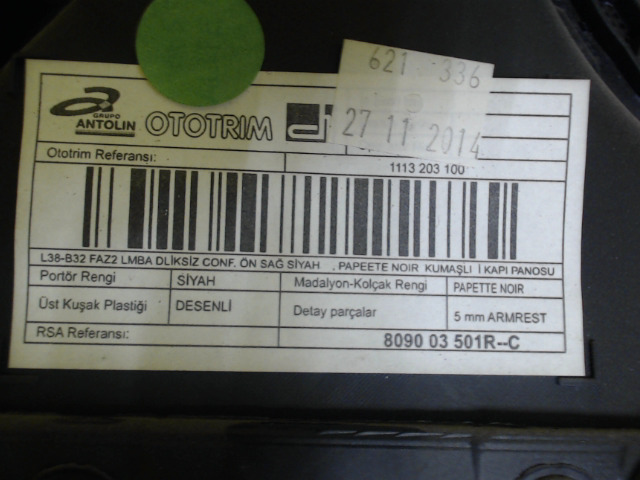 621 336
27 11 2014
GRUPO
ANTOLIN OTOTRIM
Ototrim Referansı:
1113 203 100
L38-B32 FAZ2 LMBA DLİKSİZ CONF. ÖN SAĞ SİYAH , PAPEETE NOIR KUMAŞLI İ KAPI PANOSU
Portör Rengi SİYAH Madalyon-Kolçak Rengi PAPETTE NOIR
Üst Kuşak Plastiği DESENLİ Detay parçalar 5 mm ARMREST
RSA Referansı: 8090 03 501R--C